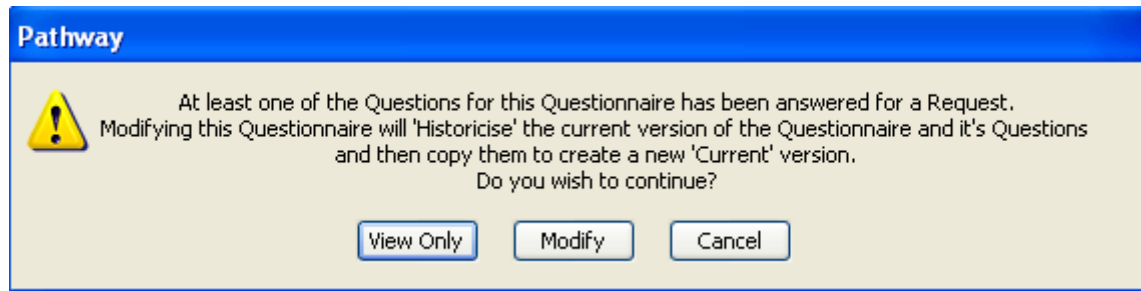 Pathway
At least one of the Questions for this Questionnaire has been answered for a Request.
Modifying this Questionnaire will 'Historicise' the current version of the Questionnaire and it's Questions
and then copy them to create a new 'Current' version.
Do you wish to continue?
View Only Modify Cancel